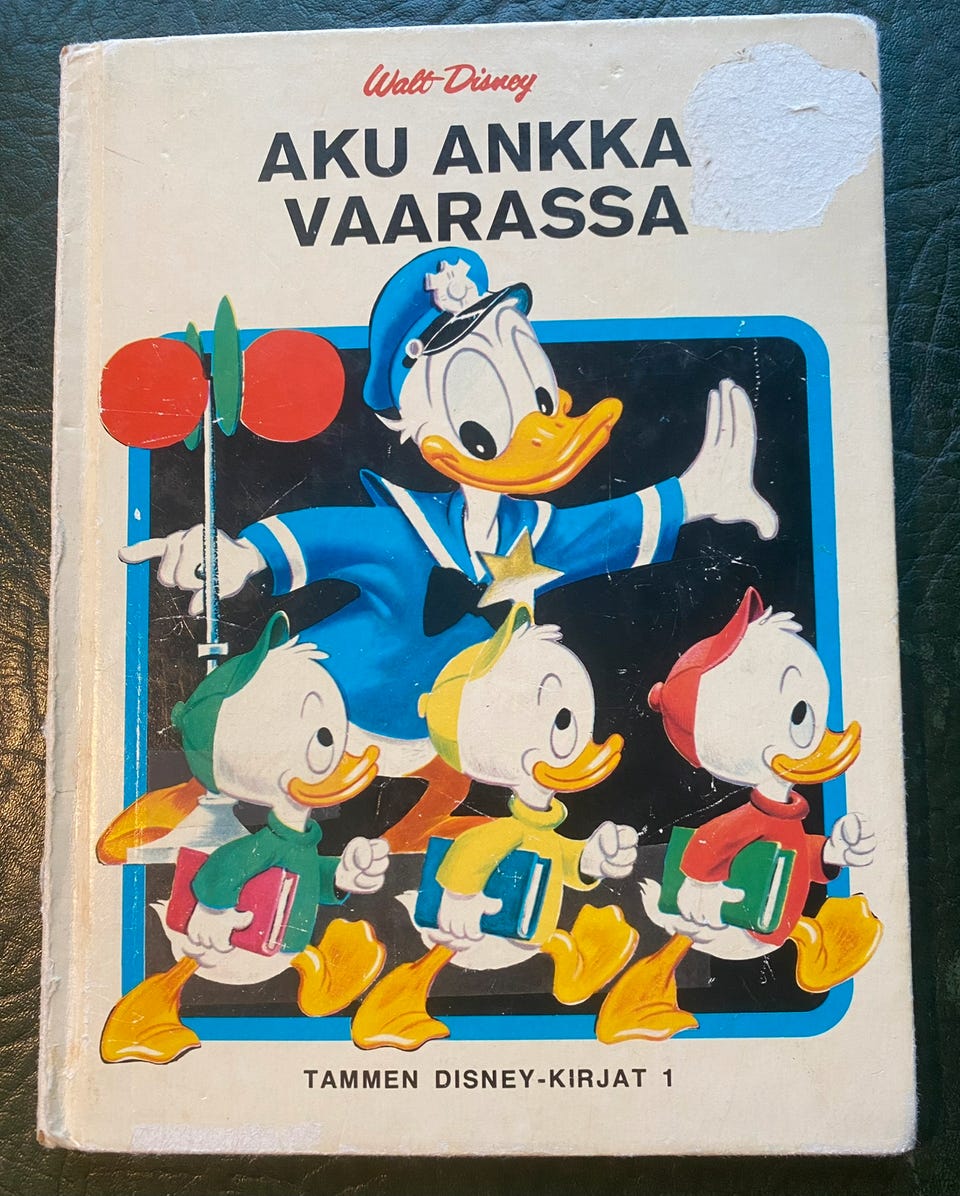 Walt Disney
AKU ANKKA
VAARASSA
TAMMEN DISNEY-KIRJAT 1